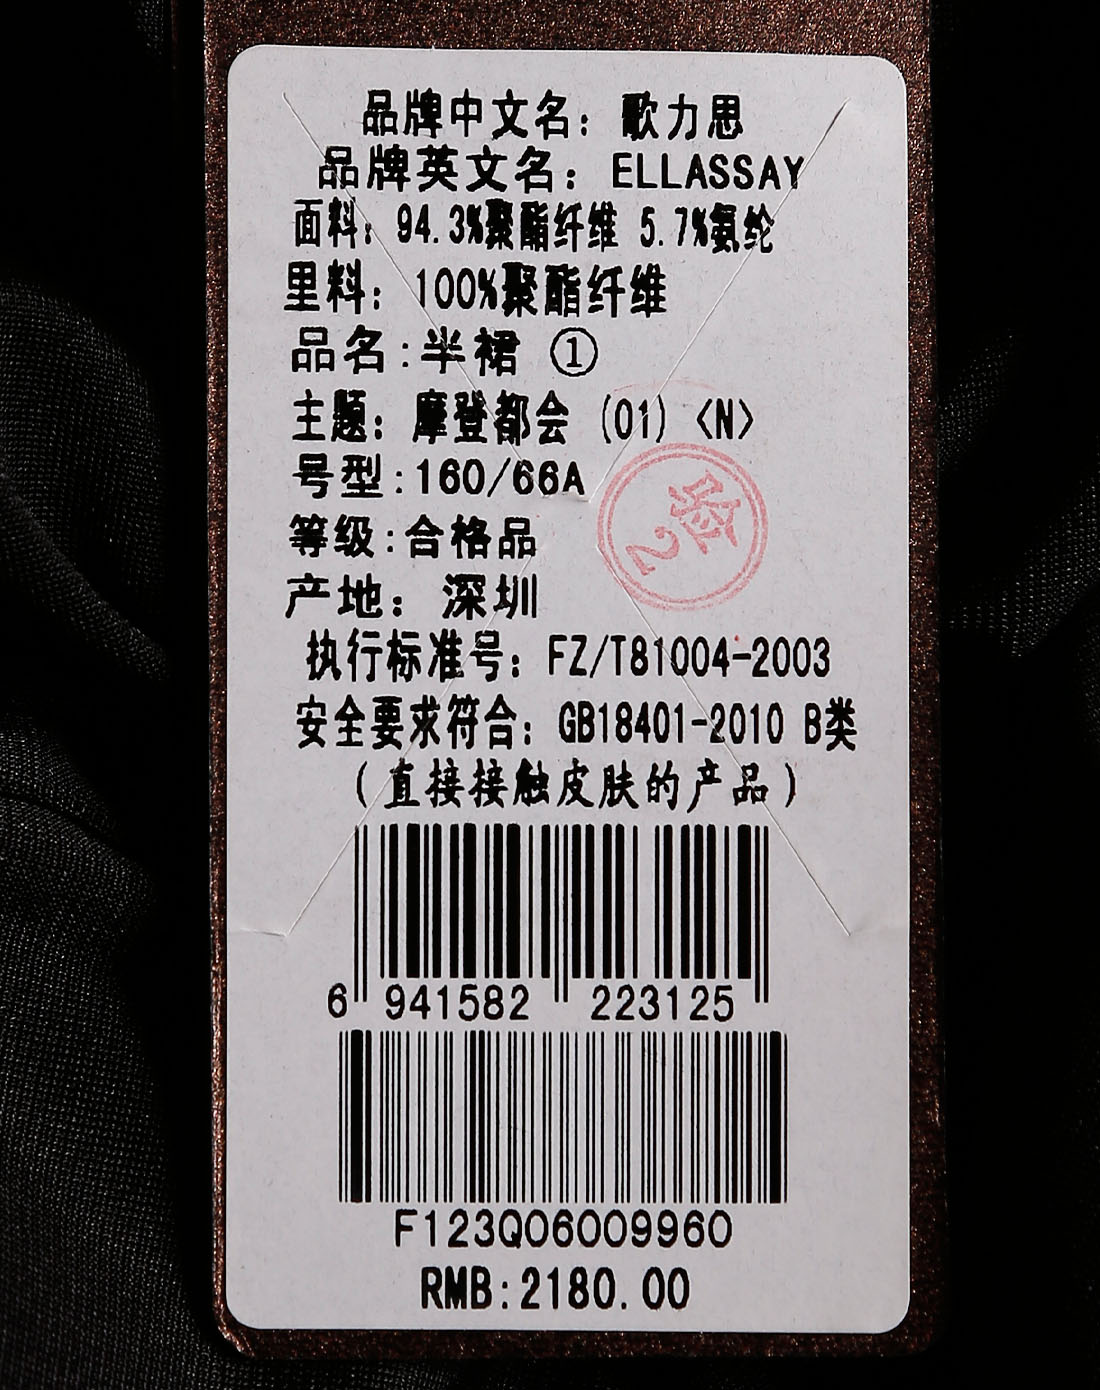 品牌中文名：歌力思
品牌英文名：ELLASSAY
面料：94.3%聚酯纤维 5.7%氨纶
里料：100%聚酯纤维
品名:半裙 ①
主题：摩登都会 (01) <N>
号型:160/66A
检
2
等级:合格品
产地：深圳
执行标准号：FZ/T81004-2003
安全要求符合：GB18401-2010 B类
(直接接触皮肤的产品)
6 941582 223125
F123Q06009960
RMB:2180.00